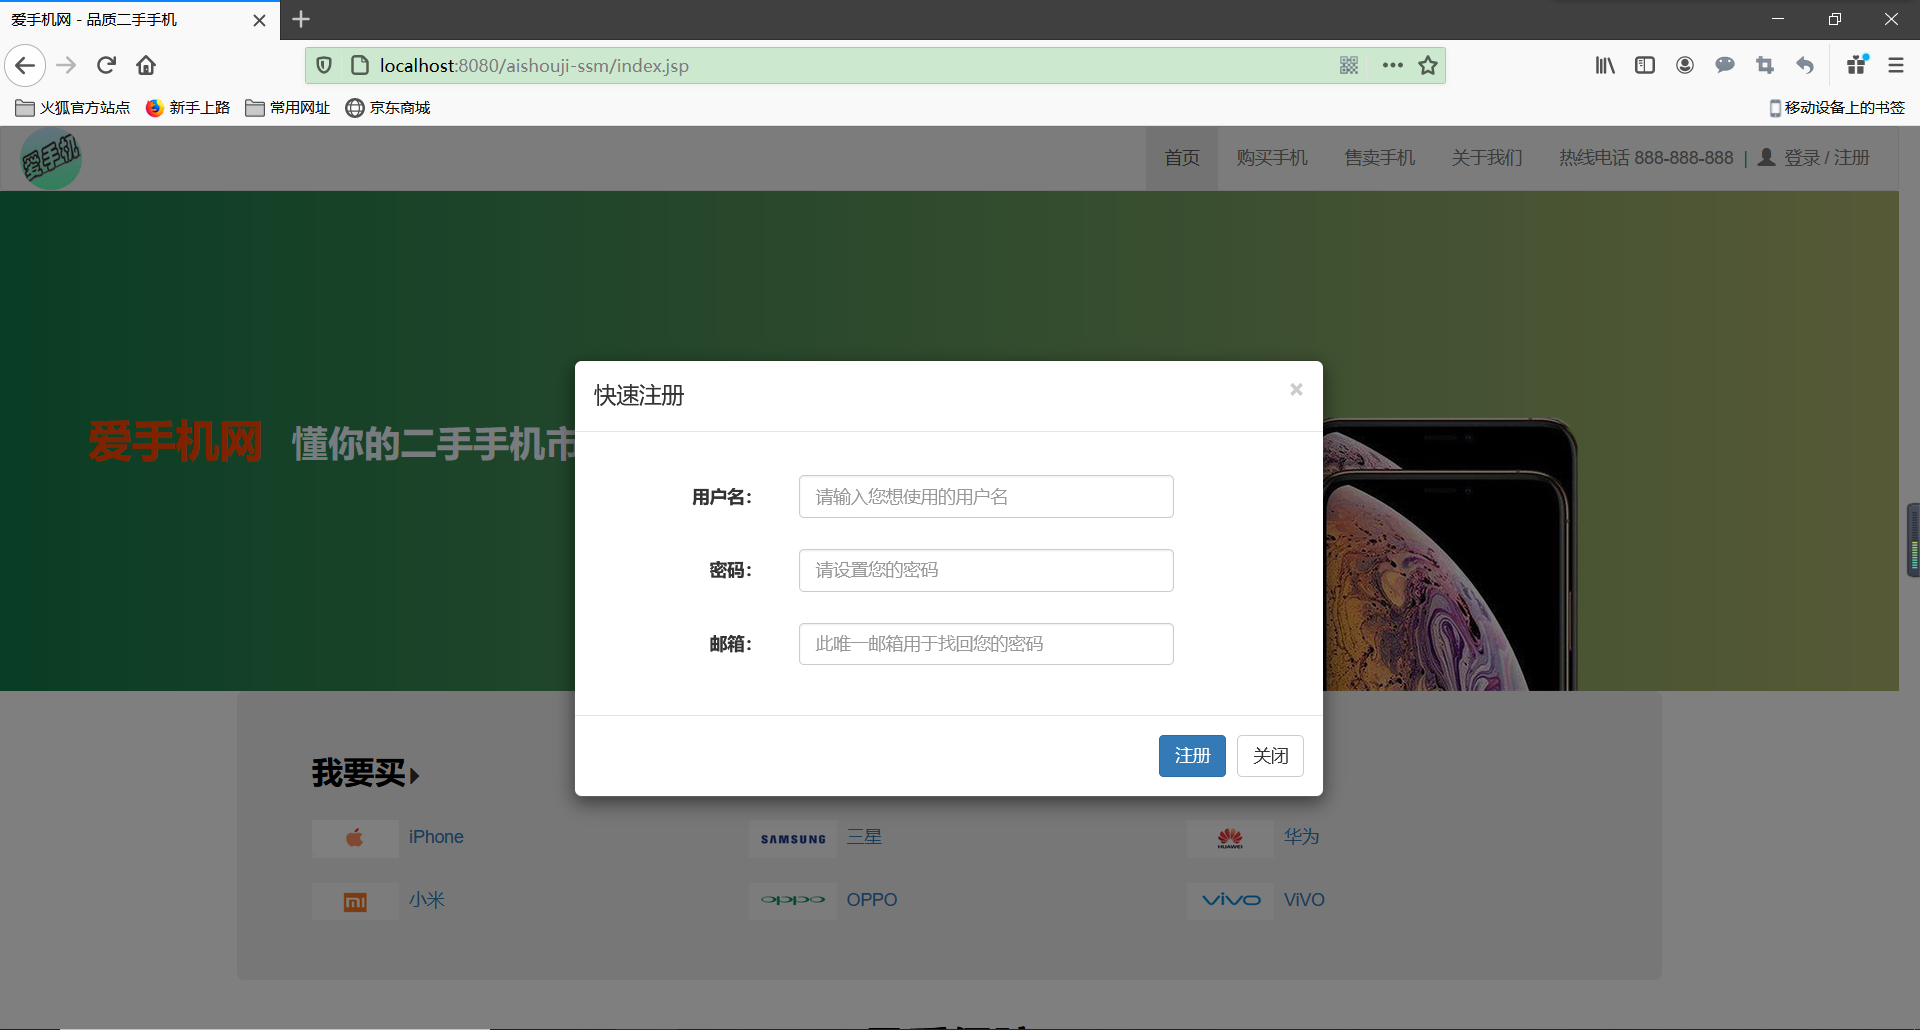 爱手机网 - 品质二手手机
localhost:8080/aishouji-ssm/index.jsp
火狐官方站点 新手上路 常用网址 京东商城 移动设备上的书签
爱手机
首页 购买手机 售卖手机 关于我们 热线电话 888-888-888 | 登录 / 注册
爱手机网 懂你的二手手机市
快速注册 ×
用户名: 请输入您想使用的用户名
密码: 请设置您的密码
邮箱: 此唯一邮箱用于找回您的密码
注册 关闭
我要买
iPhone SAMSUNG 三星 HUAWEI 华为
mi 小米 oppo OPPO vivo ViVO